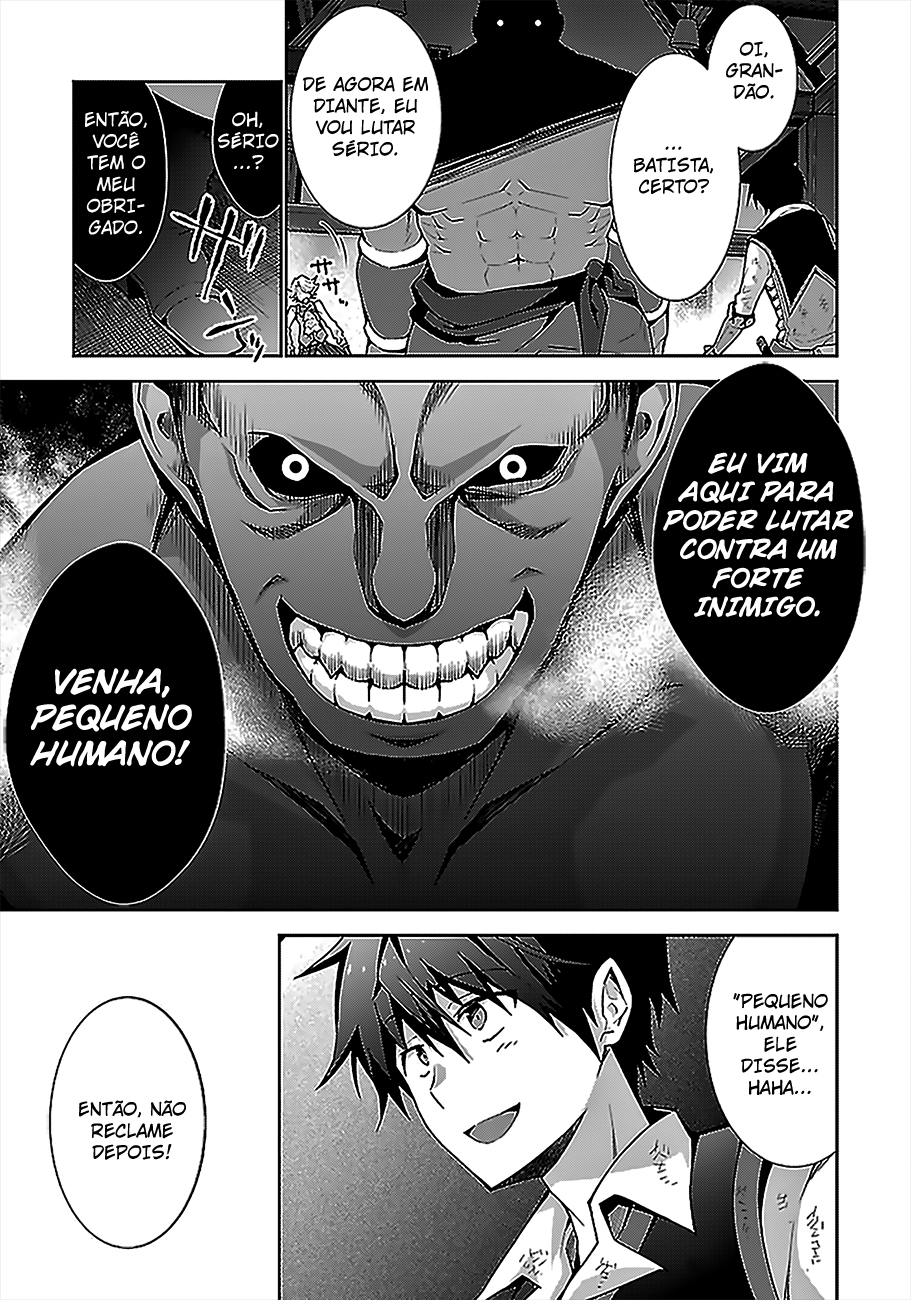 OI,
GRAN-
DÃO.
...
BATISTA,
CERTO?
DE AGORA EM
DIANTE, EU
VOU LUTAR
SÉRIO.
OH,
SÉRIO
...?
ENTÃO,
VOCÊ
TEM O
MEU
OBRI-
GADO.
EU VIM
AQUI PARA
PODER LUTAR
CONTRA UM
FORTE
INIMIGO.
VENHA,
PEQUENO
HUMANO!
"PEQUENO
HUMANO",
ELE
DISSE...
HAHA...
ENTÃO, NÃO
RECLAME
DEPOIS!